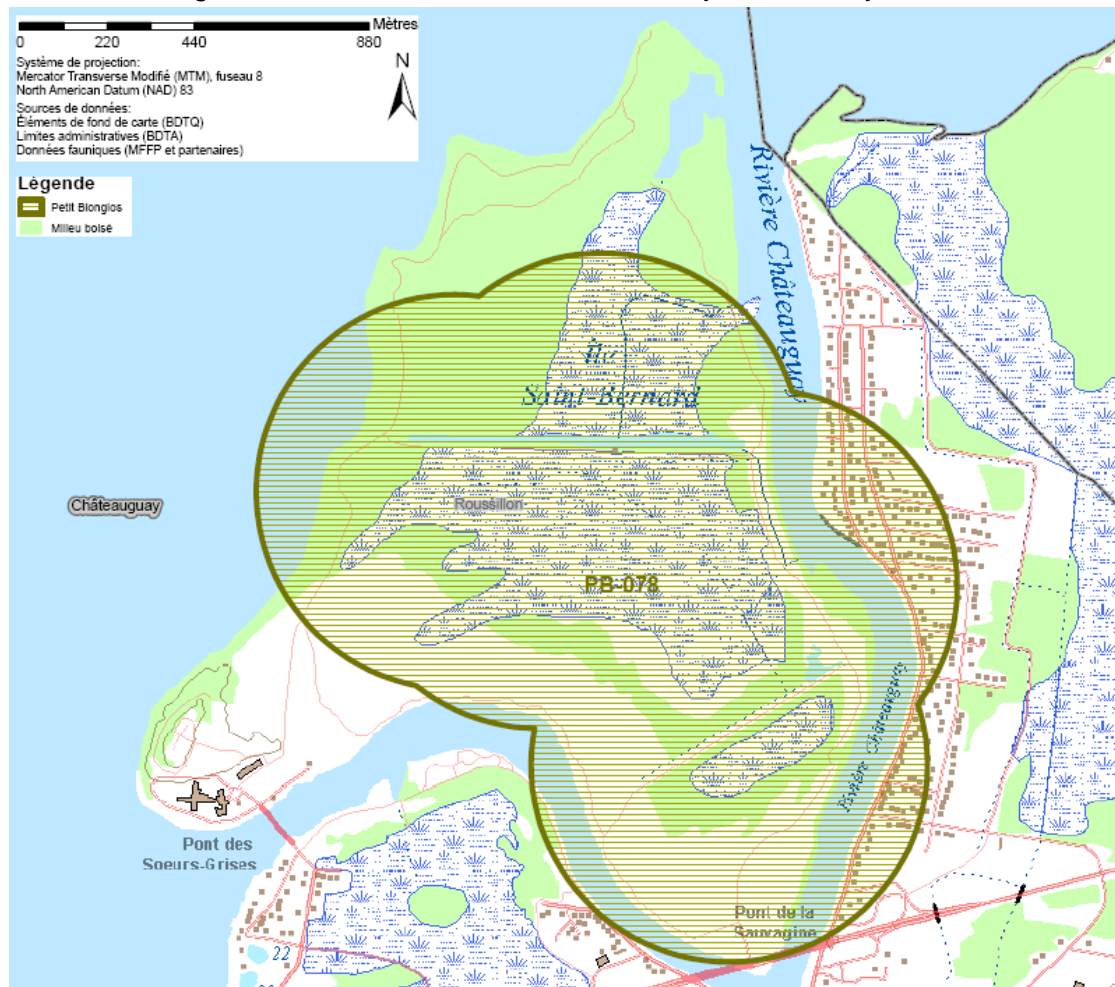 Mètres
0 220 440 880
Système de projection:
Mercator Transverse Modifié (MTM), fuseau 8
North American Datum (NAD) 83
N
Sources de données:
Éléments de fond de carte (BDTQ)
Limites administratives (BDTA)
Données fauniques (MFFP et partenaires)
Légende
Petit Blongios
Milieu boisé
Rivière Châteauguay
Île
Saint-Bernard
Châteauguay
Roussillon
PB-078
Rivière Châteauguay
Pont des
Soeurs-Grises
Pont de la
Sauvagine
22